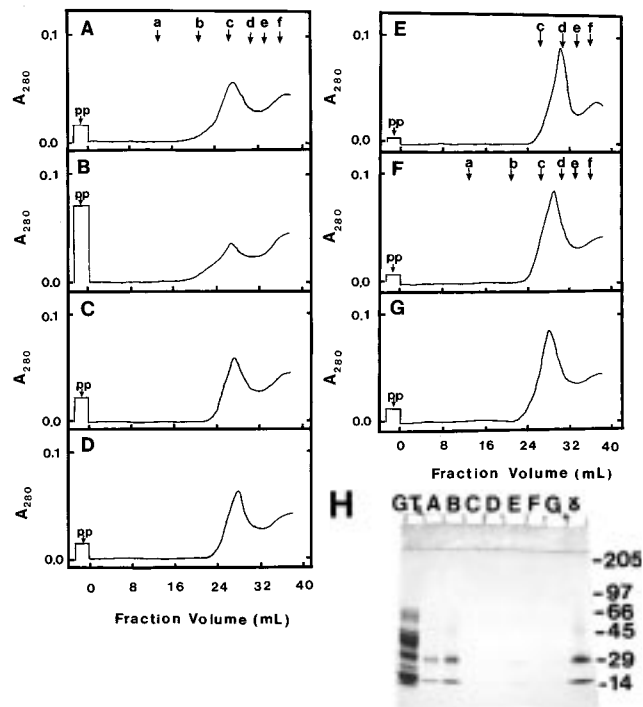 A
a b c d e f
0.1
A280
pp
0.0
B
0.1
A280
pp
0.0
C
0.1
A280
pp
0.0
D
0.1
A280
pp
0.0
0 8 16 24 32 40
Fraction Volume (mL)
E
c d e f
0.1
A280
pp
0.0
F
a b c d e f
0.1
A280
pp
0.0
G
0.1
A280
pp
0.0
0 8 16 24 32 40
Fraction Volume (mL)
H
A B C D E F G
-205
-97
-66
-45
-29
-14